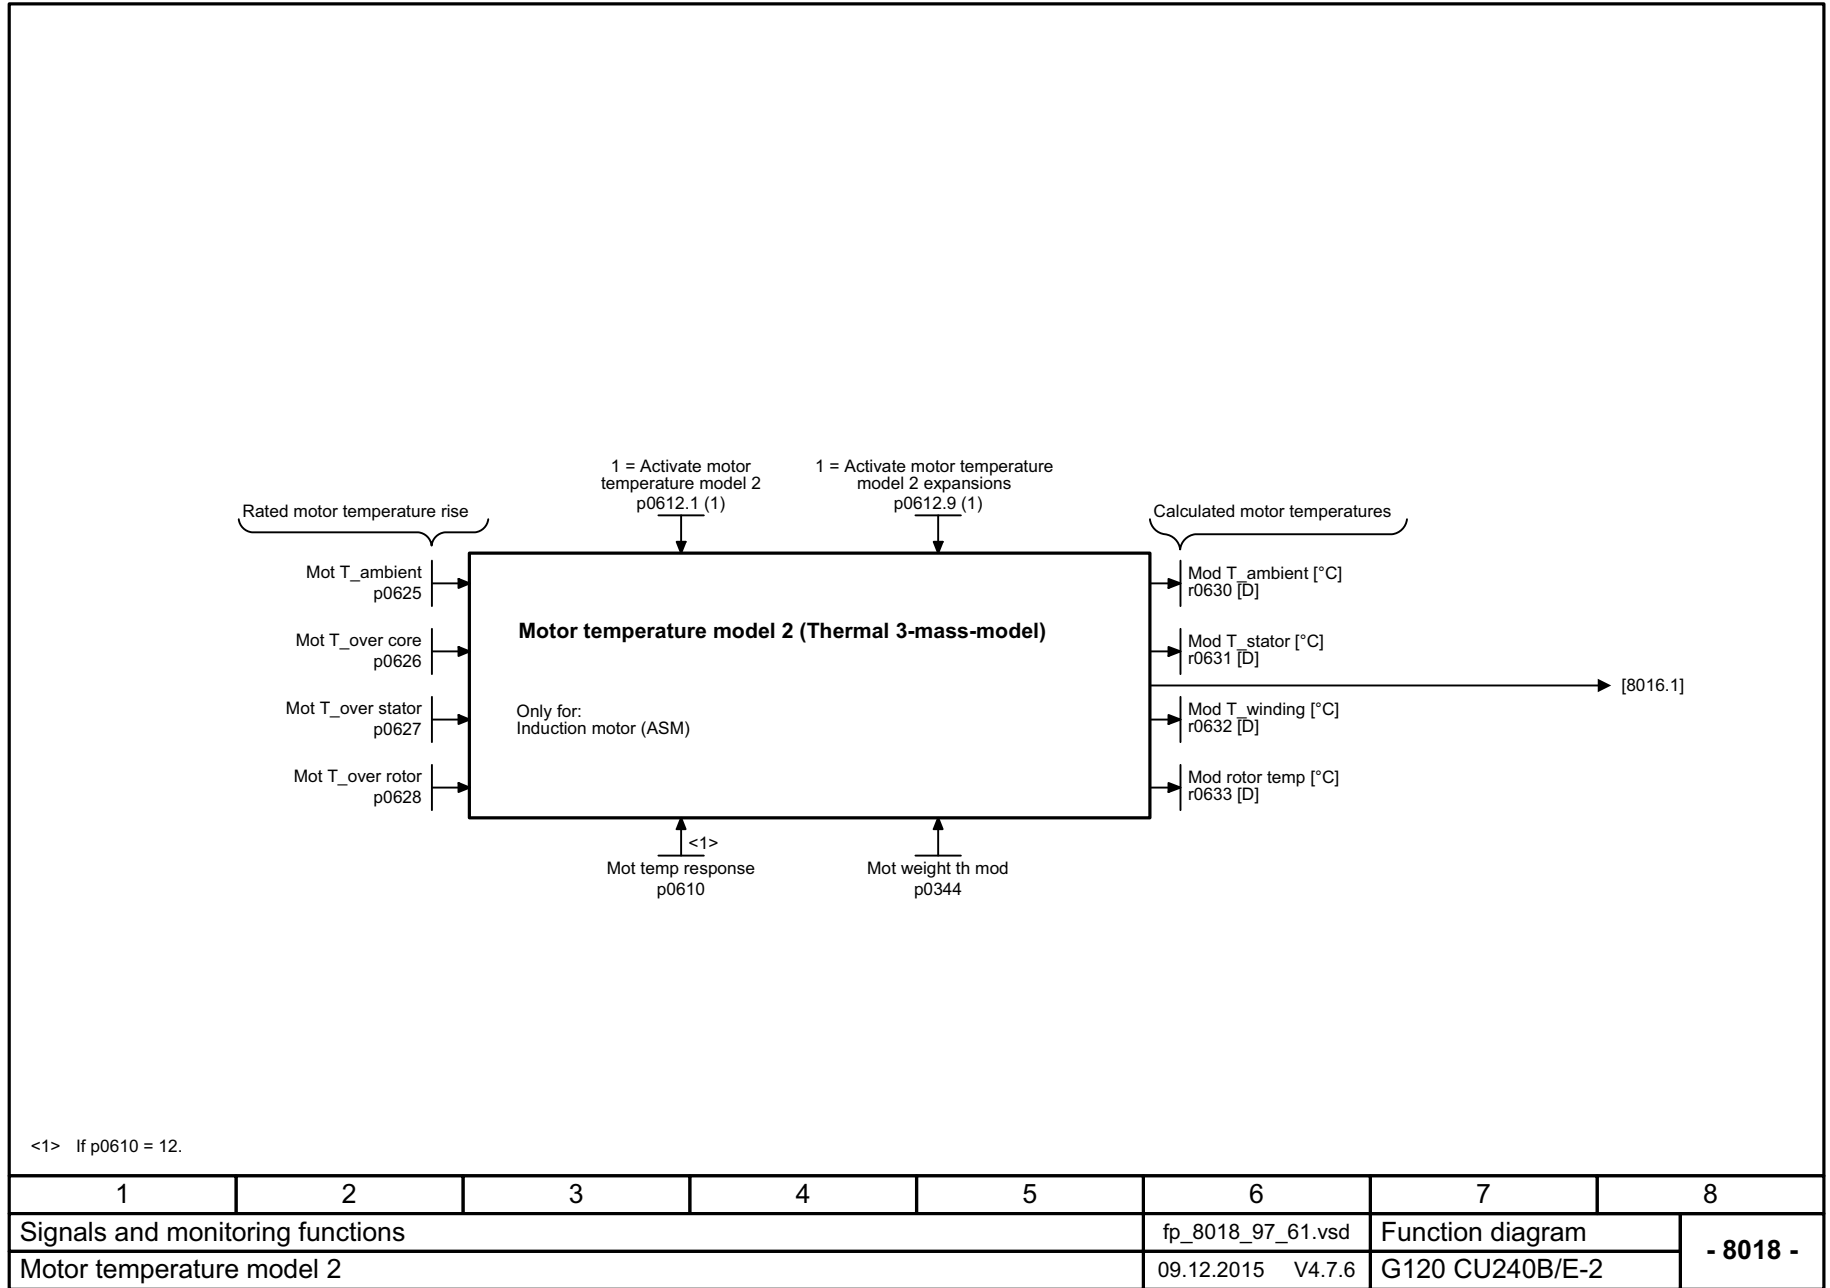 1 = Activate motor
temperature model 2
p0612.1 (1)
1 = Activate motor temperature
model 2 expansions
p0612.9 (1)
Rated motor temperature rise
Calculated motor temperatures
Mot T_ambient
p0625
Mot T_over core
p0626
Mot T_over stator
p0627
Mot T_over rotor
p0628
Motor temperature model 2 (Thermal 3-mass-model)
Only for:
Induction motor (ASM)
Mod T_ambient [°C]
r0630 [D]
Mod T_stator [°C]
r0631 [D]
[8016.1]
Mod T_winding [°C]
r0632 [D]
Mod rotor temp [°C]
r0633 [D]
<1>
Mot temp response
p0610
Mot weight th mod
p0344
<1> If p0610 = 12.
1 2 3 4 5 6 7 8
Signals and monitoring functions
fp_8018_97_61.vsd
Function diagram
- 8018 -
Motor temperature model 2
09.12.2015 V4.7.6
G120 CU240B/E-2